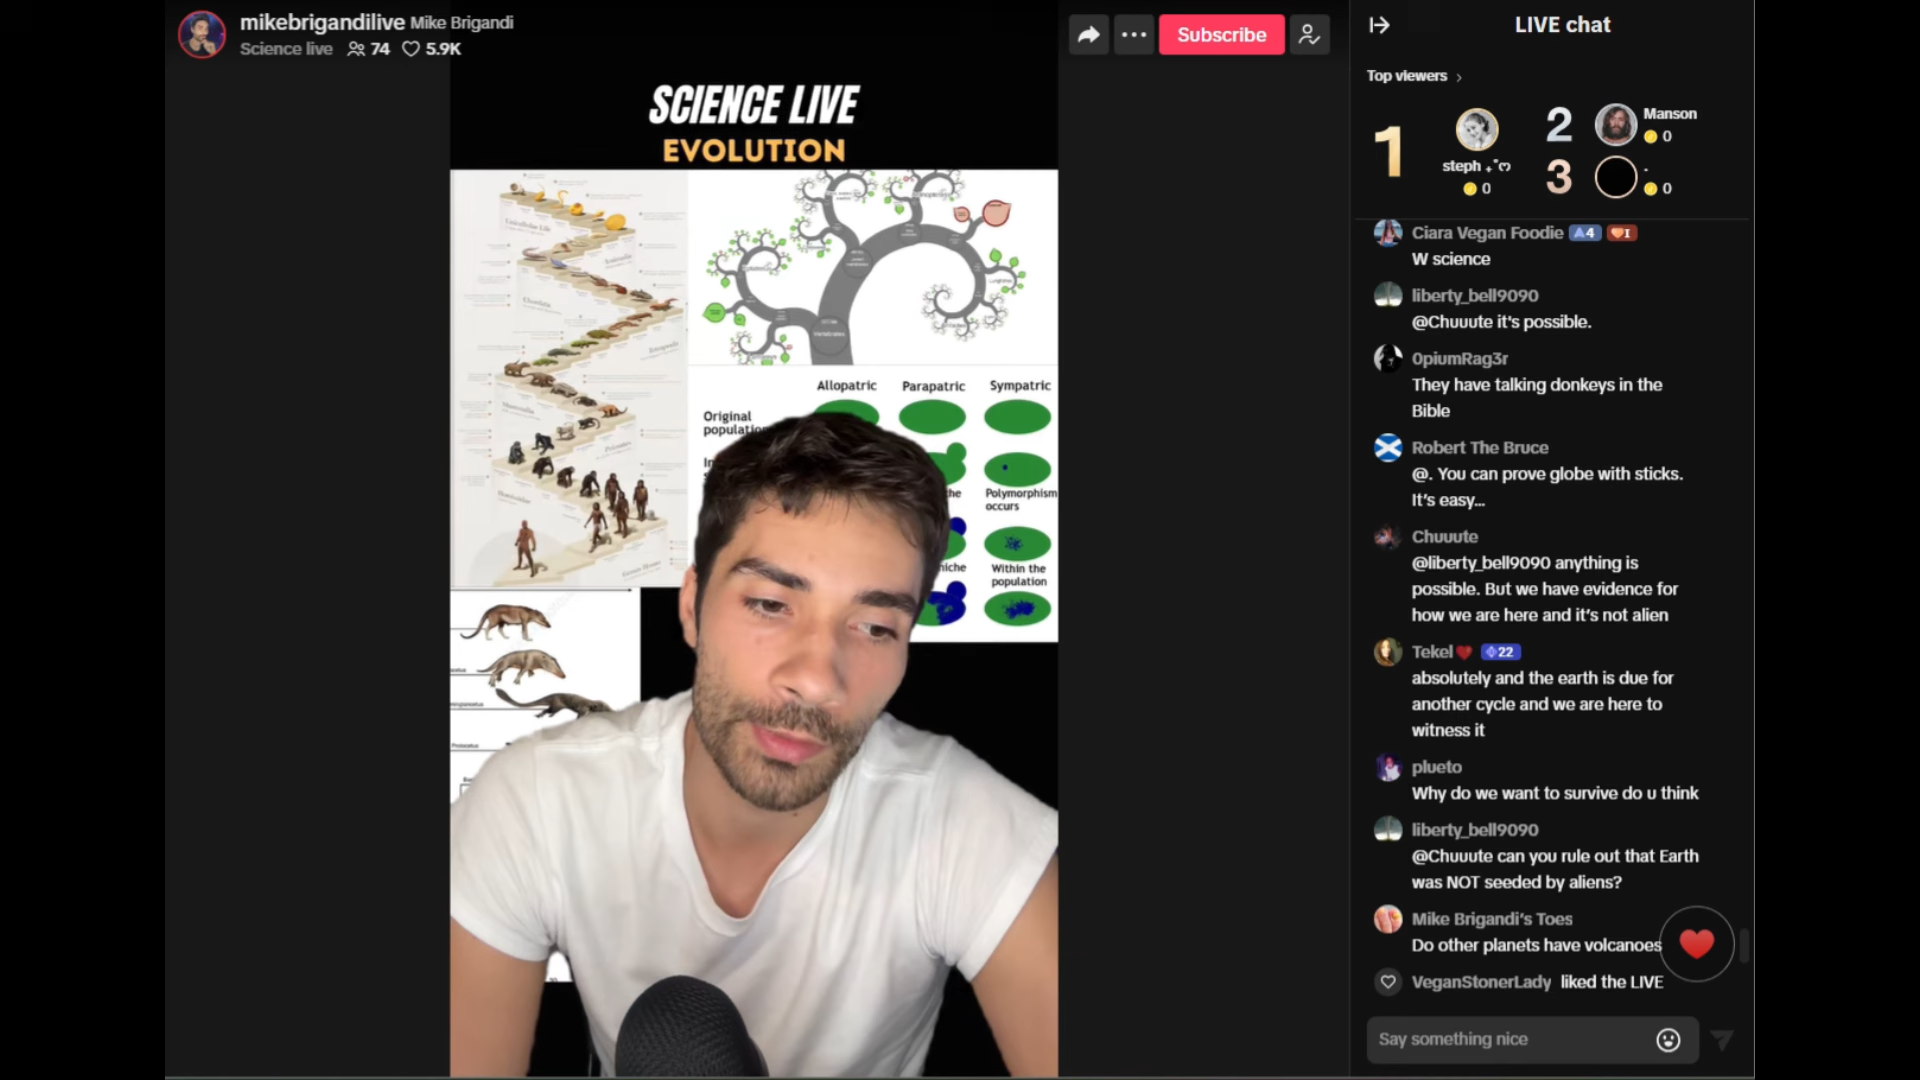 mikebrigandilive Mike Brigandi
Science live 74 5.9K
Subscribe
SCIENCE LIVE
EVOLUTION
Allopatric Parapatric Sympatric
Original
population
Polymorphism
occurs
Within the
population
niche
LIVE chat
Top viewers
1
steph
0
2
Manson
0
3
.
0
Ciara Vegan Foodie 4 I
W science
liberty_bell9090
@Chuuute it's possible.
0piumRag3r
They have talking donkeys in the
Bible
Robert The Bruce
@. You can prove globe with sticks.
It's easy...
Chuuute
@liberty_bell9090 anything is
possible. But we have evidence for
how we are here and it's not alien
Tekel 22
absolutely and the earth is due for
another cycle and we are here to
witness it
plueto
Why do we want to survive do u think
liberty_bell9090
@Chuuute can you rule out that Earth
was NOT seeded by aliens?
Mike Brigandi's Toes
Do other planets have volcanoes
VeganStonerLady liked the LIVE
Say something nice